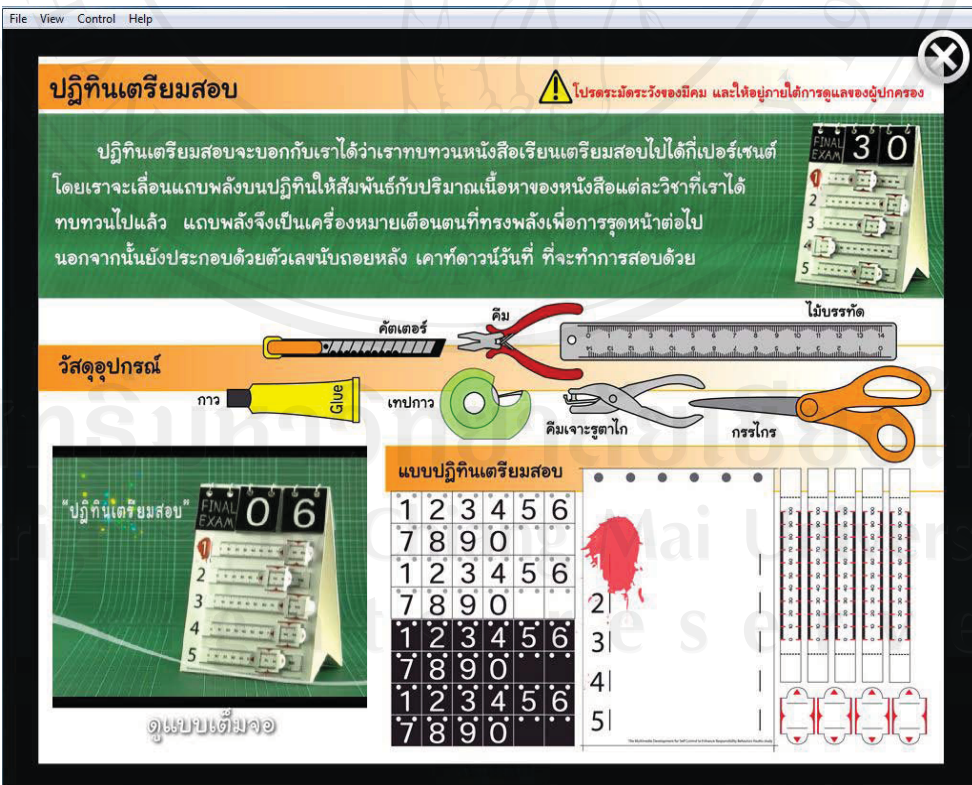 File View Control Help
ปฏิทินเตรียมสอบ
โปรดระมัดระวังของมีคม และให้อยู่ภายใต้การดูแลของผู้ปกครอง
ปฏิทินเตรียมสอบจะบอกกับเราได้ว่าเราทบทวนหนังสือเรียนเตรียมสอบไปได้กี่เปอร์เซนต์
โดยเราจะเลื่อนแถบพลังบนปฏิทินให้สัมพันธ์กับปริมาณเนื้อหาของหนังสือแต่ละวิชาที่เราได้
ทบทวนไปแล้ว แถบพลังจึงเป็นเครื่องหมายเตือนตนที่ทรงพลังเพื่อการรุดหน้าต่อไป
นอกจากนั้นยังประกอบด้วยตัวเลขนับถอยหลัง เคาท์ดาวน์วันที่ ที่จะทำการสอบด้วย
FINAL EXAM 3 0
1
2
3
4
5
วัสดุอุปกรณ์
คัตเตอร์
คีม
ไม้บรรทัด
กาว
Glue
เทปกาว
คีมเจาะรูตาไก
กรรไกร
"ปฏิทินเตรียมสอบ"
FINAL EXAM 0 6
1
2
3
4
5
ดูแบบเต็มจอ
แบบปฏิทินเตรียมสอบ
1 2 3 4 5 6
7 8 9 0
1 2 3 4 5 6
7 8 9 0
1 2 3 4 5 6
7 8 9 0
1 2 3 4 5 6
7 8 9 0
2
3
4
5